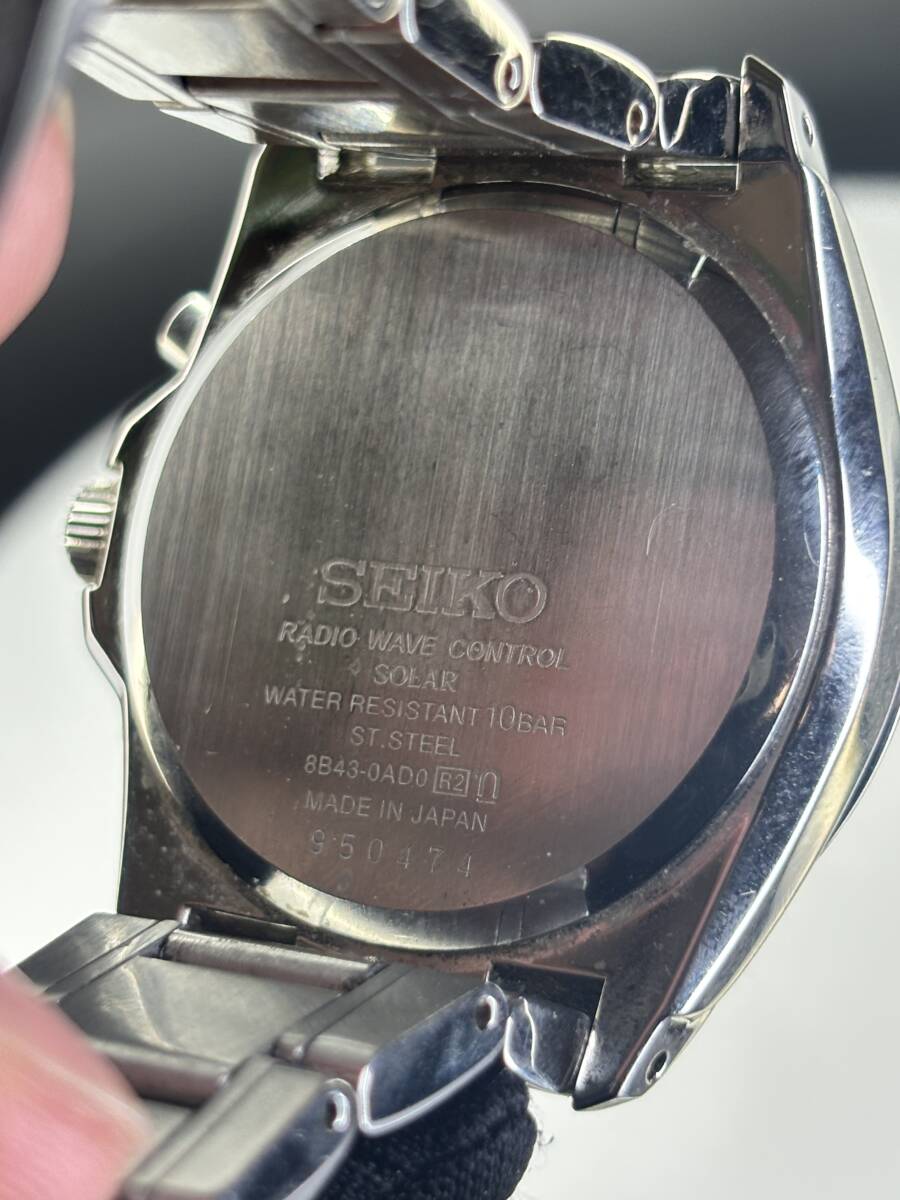 SEIKO
RADIO WAVE CONTROL
SOLAR
WATER RESISTANT 10BAR
ST.STEEL
8B43-0AD0 R2
MADE IN JAPAN
950474